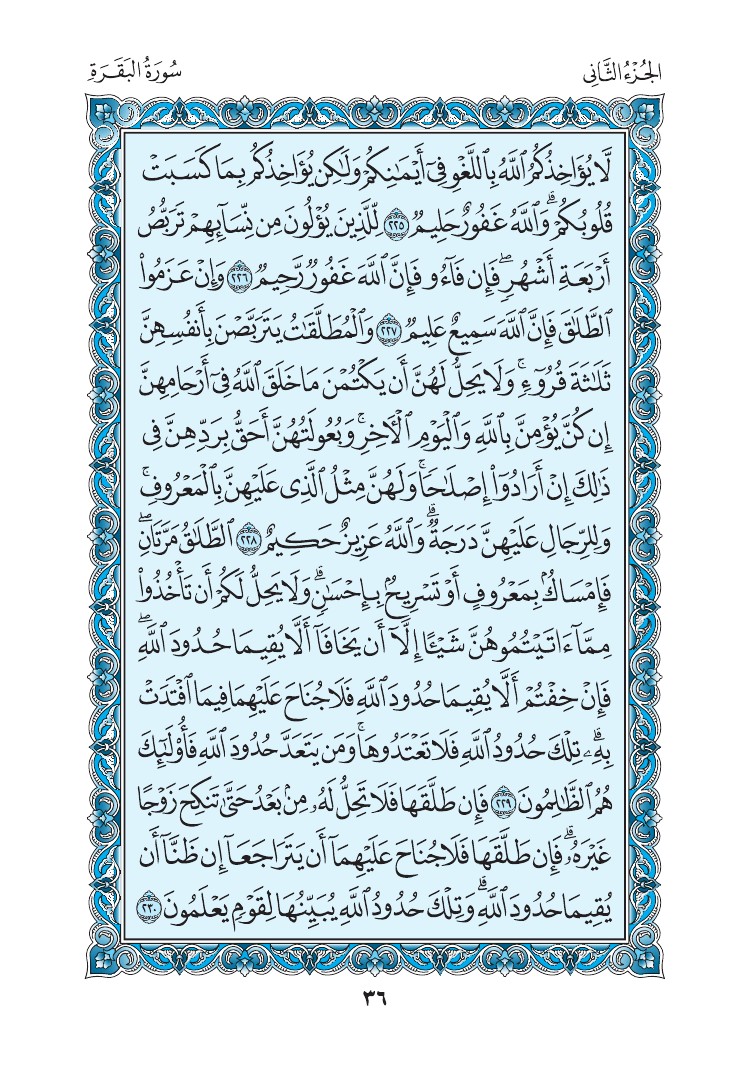 الجُزْءُ الثَّانِي
سُورَةُ البَقَرَةِ
لَّا يُؤَاخِذُكُمُ ٱللَّهُ بِٱللَّغْوِ فِىٓ أَيْمَٰنِكُمْ وَلَٰكِن يُؤَاخِذُكُم بِمَا كَسَبَتْ
قُلُوبُكُمْ ۗ وَٱللَّهُ غَفُورٌ حَلِيمٌ ٢٢٥ لِّلَّذِينَ يُؤْلُونَ مِن نِّسَآئِهِمْ تَرَبُّصُ
أَرْبَعَةِ أَشْهُرٍ ۖ فَإِن فَآءُو فَإِنَّ ٱللَّهَ غَفُورٌ رَّحِيمٌ ٢٢٦ وَإِنْ عَزَمُوا۟
ٱلطَّلَٰقَ فَإِنَّ ٱللَّهَ سَمِيعٌ عَلِيمٌ ٢٢٧ وَٱلْمُطَلَّقَٰتُ يَتَرَبَّصْنَ بِأَنفُسِهِنَّ
ثَلَٰثَةَ قُرُوٓءٍ ۚ وَلَا يَحِلُّ لَهُنَّ أَن يَكْتُمْنَ مَا خَلَقَ ٱللَّهُ فِىٓ أَرْحَامِهِنَّ
إِن كُنَّ يُؤْمِنَّ بِٱللَّهِ وَٱلْيَوْمِ ٱلْءَاخِرِ ۚ وَبُعُولَتُهُنَّ أَحَقُّ بِرَدِّهِنَّ فِى
ذَٰلِكَ إِنْ أَرَادُوٓا۟ إِصْلَٰحًا ۚ وَلَهُنَّ مِثْلُ ٱلَّذِى عَلَيْهِنَّ بِٱلْمَعْرُوفِ ۚ
وَلِلرِّجَالِ عَلَيْهِنَّ دَرَجَةٌ ۗ وَٱللَّهُ عَزِيزٌ حَكِيمٌ ٢٢٨ ٱلطَّلَٰقُ مَرَّتَانِ ۖ
فَإِمْسَاكٌۢ بِمَعْرُوفٍ أَوْ تَسْرِيحٌۢ بِإِحْسَٰنٍ ۗ وَلَا يَحِلُّ لَكُمْ أَن تَأْخُذُوا۟
مِمَّآ ءَاتَيْتُمُوهُنَّ شَيْـًٔا إِلَّآ أَن يَخَافَآ أَلَّا يُقِيمَا حُدُودَ ٱللَّهِ ۖ
فَإِنْ خِفْتُمْ أَلَّا يُقِيمَا حُدُودَ ٱللَّهِ فَلَا جُنَاحَ عَلَيْهِمَا فِيمَا ٱفْتَدَتْ
بِهِۦ ۗ تِلْكَ حُدُودُ ٱللَّهِ فَلَا تَعْتَدُوهَا ۚ وَمَن يَتَعَدَّ حُدُودَ ٱللَّهِ فَأُو۟لَٰٓئِكَ
هُمُ ٱلظَّٰلِمُونَ ٢٢٩ فَإِن طَلَّقَهَا فَلَا تَحِلُّ لَهُۥ مِنۢ بَعْدُ حَتَّىٰ تَنكِحَ زَوْجًا
غَيْرَهُۥ ۗ فَإِن طَلَّقَهَا فَلَا جُنَاحَ عَلَيْهِمَآ أَن يَتَرَاجَعَآ إِن ظَنَّآ أَن
يُقِيمَا حُدُودَ ٱللَّهِ ۗ وَتِلْكَ حُدُودُ ٱللَّهِ يُبَيِّنُهَا لِقَوْمٍ يَعْلَمُونَ ٢٣٠
٣٦